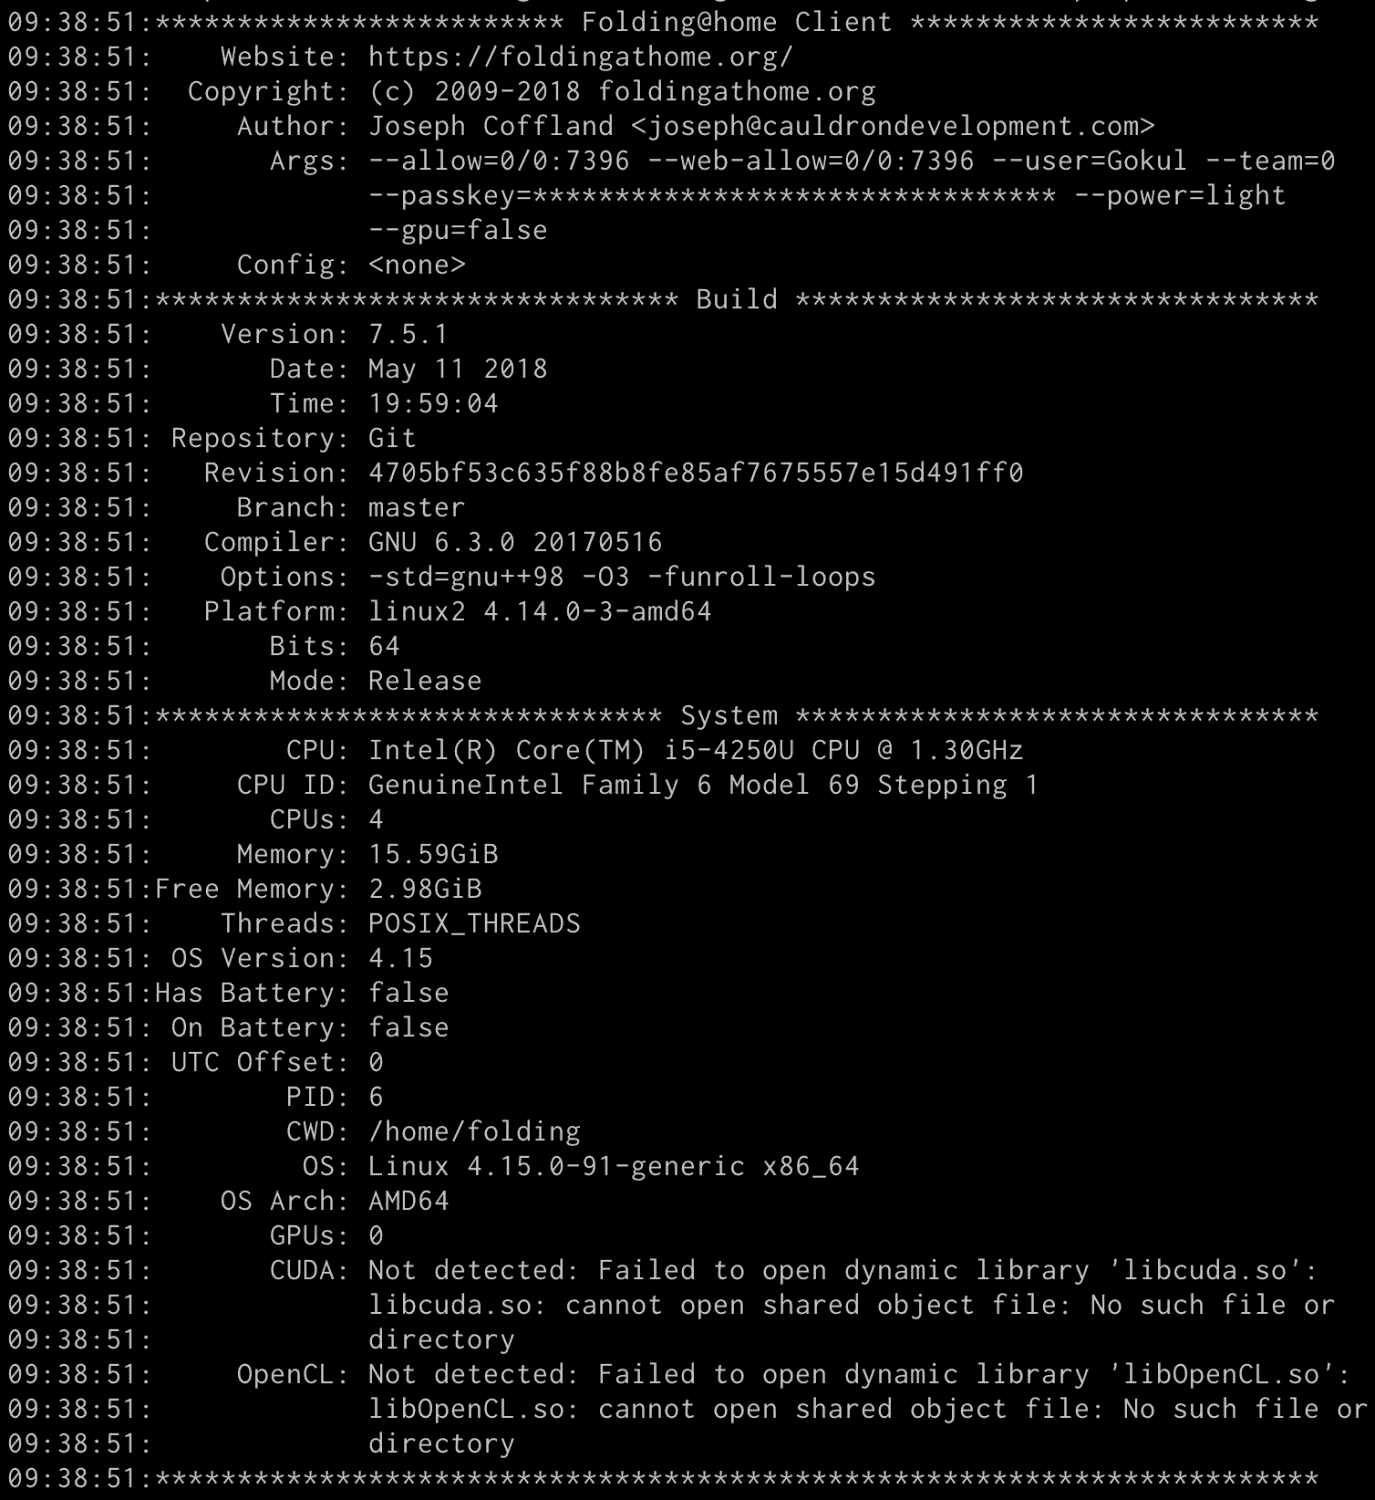 09:38:51:************************* Folding@home Client *************************
09:38:51:    Website: https://foldingathome.org/
09:38:51:  Copyright: (c) 2009-2018 foldingathome.org
09:38:51:     Author: Joseph Coffland <joseph@cauldrondevelopment.com>
09:38:51:       Args: --allow=0/0:7396 --web-allow=0/0:7396 --user=Gokul --team=0
09:38:51:             --passkey=******************************** --power=light
09:38:51:             --gpu=false
09:38:51:     Config: <none>
09:38:51:******************************** Build ********************************
09:38:51:    Version: 7.5.1
09:38:51:       Date: May 11 2018
09:38:51:       Time: 19:59:04
09:38:51: Repository: Git
09:38:51:   Revision: 4705bf53c635f88b8fe85af7675557e15d491ff0
09:38:51:     Branch: master
09:38:51:   Compiler: GNU 6.3.0 20170516
09:38:51:    Options: -std=gnu++98 -O3 -funroll-loops
09:38:51:   Platform: linux2 4.14.0-3-amd64
09:38:51:       Bits: 64
09:38:51:       Mode: Release
09:38:51:******************************* System ********************************
09:38:51:        CPU: Intel(R) Core(TM) i5-4250U CPU @ 1.30GHz
09:38:51:     CPU ID: GenuineIntel Family 6 Model 69 Stepping 1
09:38:51:       CPUs: 4
09:38:51:     Memory: 15.59GiB
09:38:51:Free Memory: 2.98GiB
09:38:51:    Threads: POSIX_THREADS
09:38:51: OS Version: 4.15
09:38:51:Has Battery: false
09:38:51: On Battery: false
09:38:51: UTC Offset: 0
09:38:51:        PID: 6
09:38:51:        CWD: /home/folding
09:38:51:         OS: Linux 4.15.0-91-generic x86_64
09:38:51:    OS Arch: AMD64
09:38:51:       GPUs: 0
09:38:51:       CUDA: Not detected: Failed to open dynamic library 'libcuda.so':
09:38:51:             libcuda.so: cannot open shared object file: No such file or
09:38:51:             directory
09:38:51:     OpenCL: Not detected: Failed to open dynamic library 'libOpenCL.so':
09:38:51:             libOpenCL.so: cannot open shared object file: No such file or
09:38:51:             directory
09:38:51:***********************************************************************